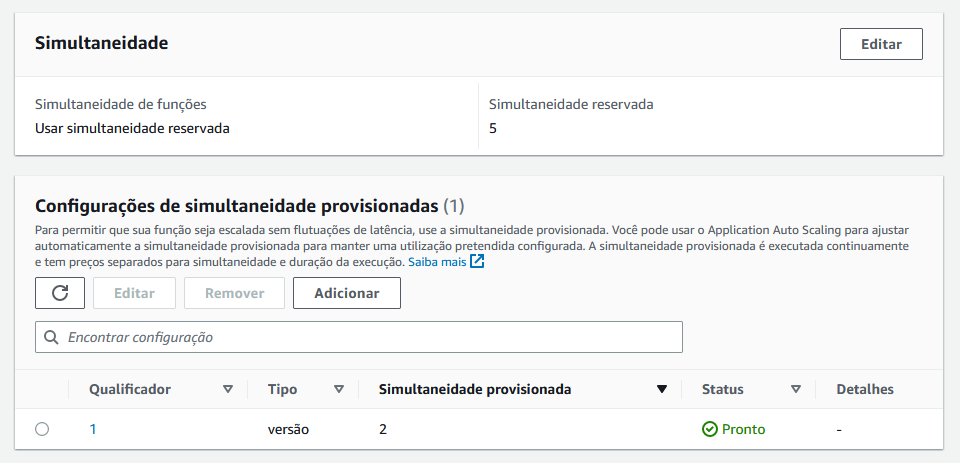 Simultaneidade
Editar
Simultaneidade de funções
Simultaneidade reservada
Usar simultaneidade reservada
5
Configurações de simultaneidade provisionadas (1)
Para permitir que sua função seja escalada sem flutuações de latência, use a simultaneidade provisionada. Você pode usar o Application Auto Scaling para ajustar
automaticamente a simultaneidade provisionada para manter uma utilização pretendida configurada. A simultaneidade provisionada é executada continuamente
e tem preços separados para simultaneidade e duração da execução. Saiba mais
Editar
Remover
Adicionar
Encontrar configuração
Qualificador Tipo Simultaneidade provisionada Status Detalhes
1 versão 2 Pronto -